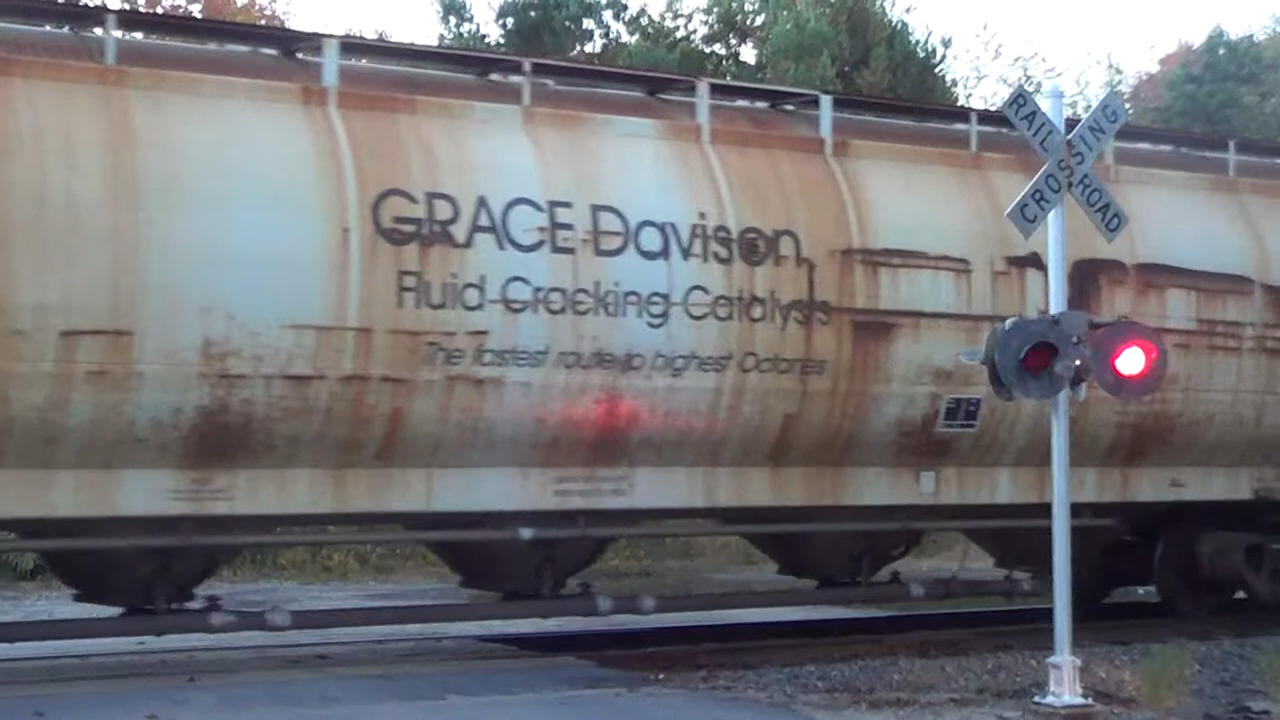 GRACE Davison
Fluid Cracking Catalysts
The fastest route to highest Octanes
RAIL ROAD
CROSSING